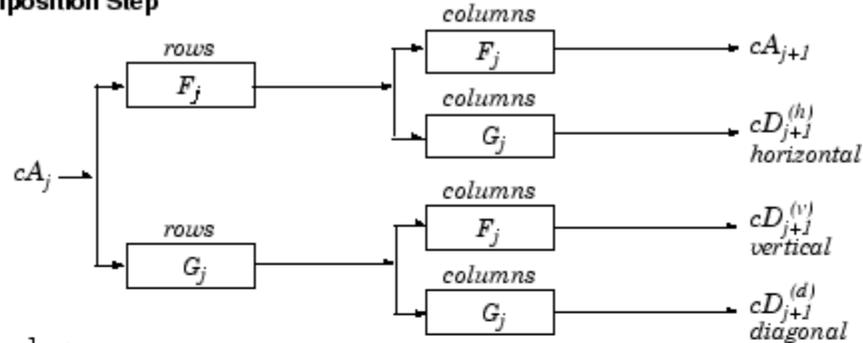 columns
rows
F_j
cA_{j+1}
F_j
columns
G_j
cD_{j+1}^{(h)}
horizontal
cA_j
columns
rows
F_j
cD_{j+1}^{(v)}
vertical
G_j
columns
G_j
cD_{j+1}^{(d)}
diagonal